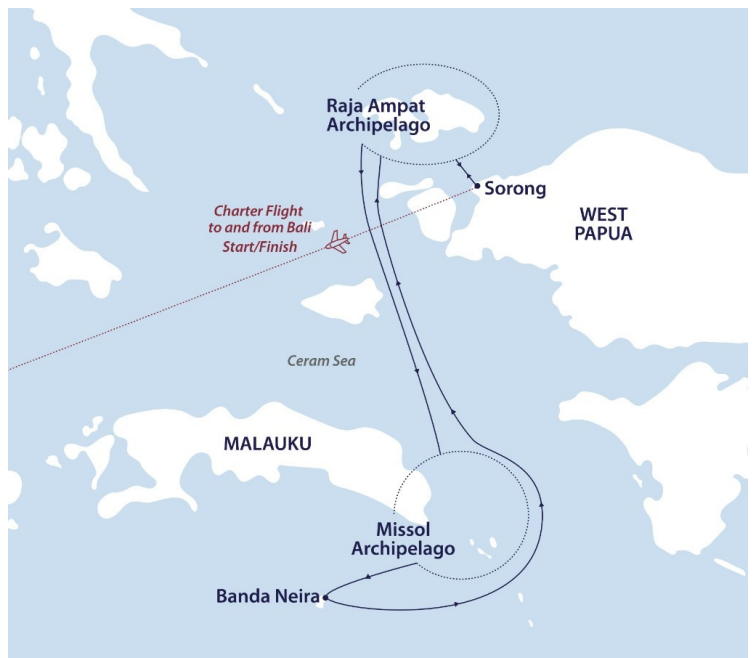 Raja Ampat
Archipelago
Sorong
WEST
PAPUA
Charter Flight
to and from Bali
Start/Finish
Ceram Sea
MALAUKU
Missol
Archipelago
Banda Neira